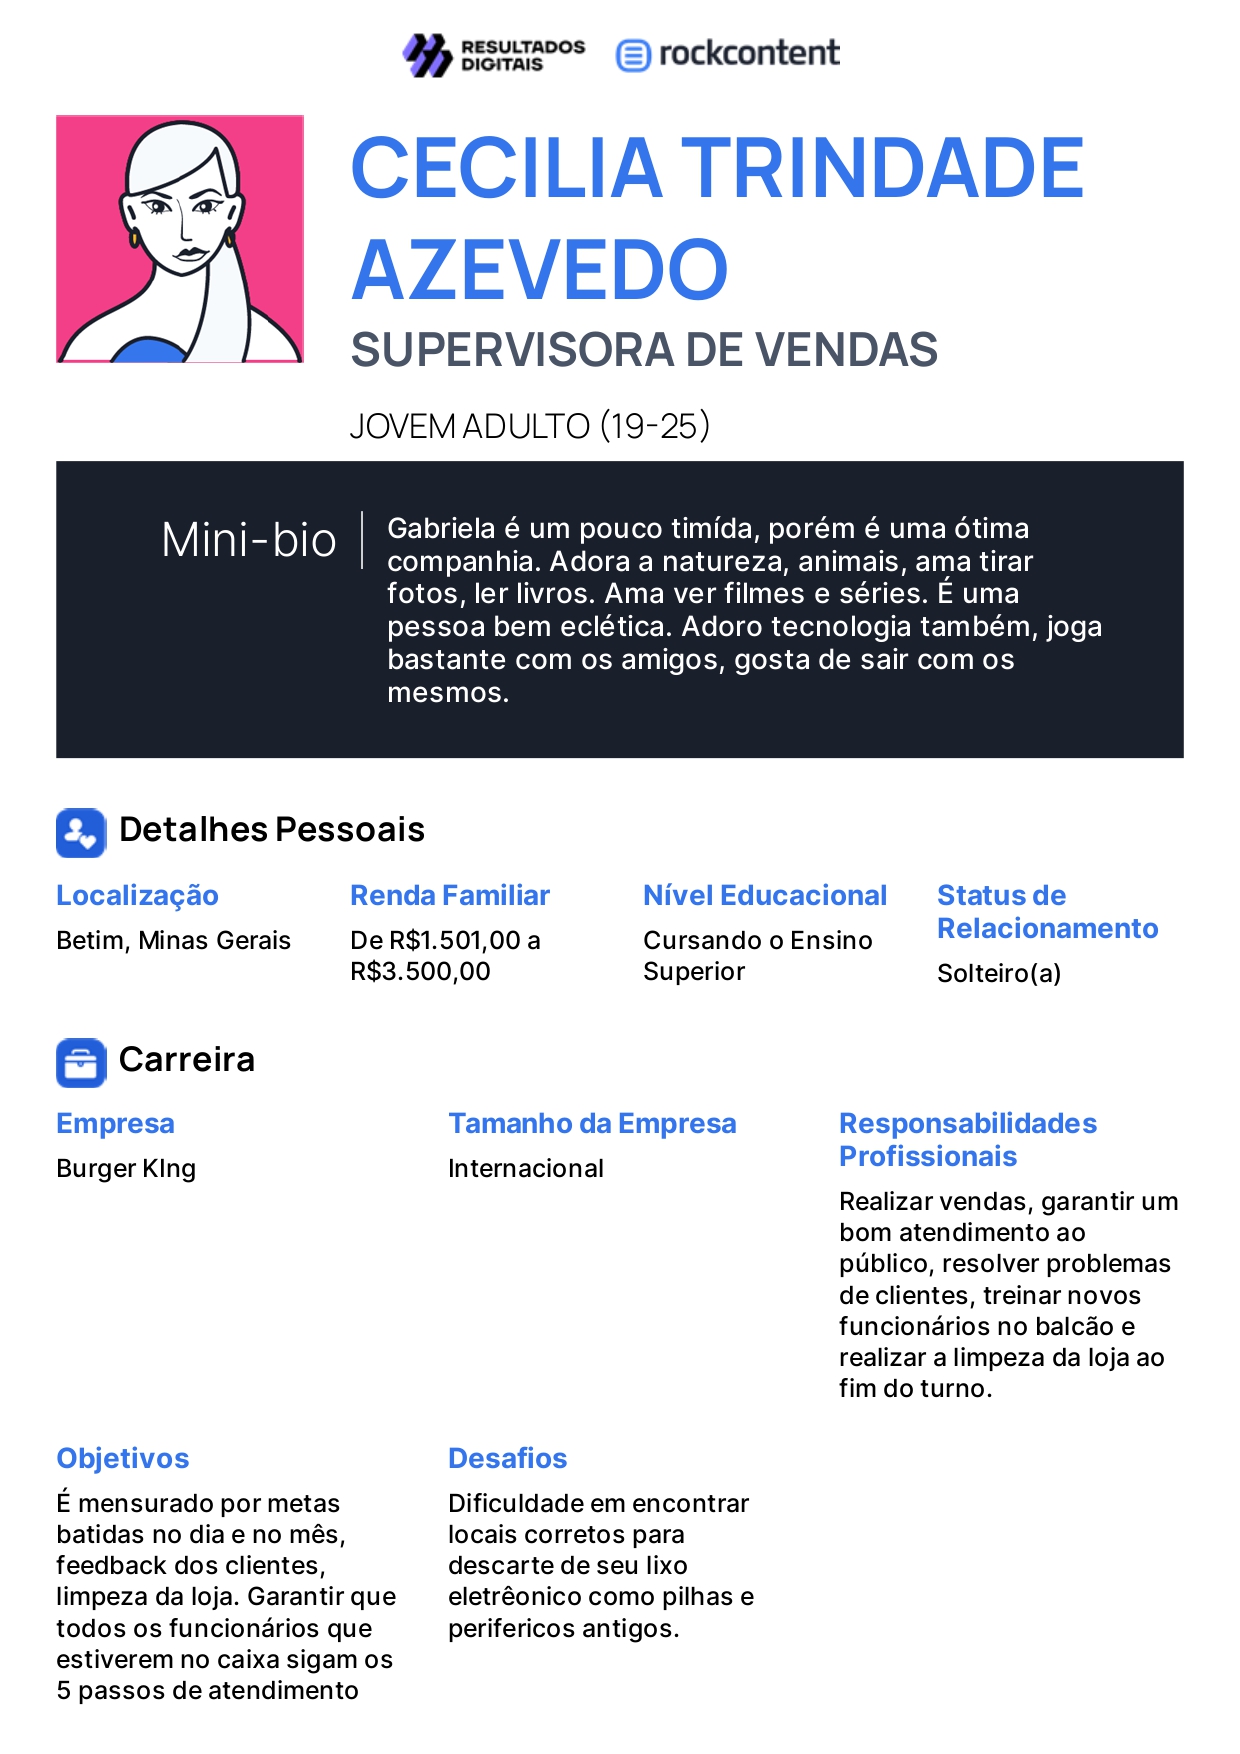 RESULTADOS
DIGITAIS
rockcontent
CECILIA TRINDADE
AZEVEDO
SUPERVISORA DE VENDAS
JOVEM ADULTO (19-25)
Mini-bio
Gabriela é um pouco timída, porém é uma ótima
companhia. Adora a natureza, animais, ama tirar
fotos, ler livros. Ama ver filmes e séries. É uma
pessoa bem eclética. Adoro tecnologia também, joga
bastante com os amigos, gosta de sair com os
mesmos.
Detalhes Pessoais
Localização
Betim, Minas Gerais
Renda Familiar
De R$1.501,00 a
R$3.500,00
Nível Educacional
Cursando o Ensino
Superior
Status de
Relacionamento
Solteiro(a)
Carreira
Empresa
Burger KIng
Tamanho da Empresa
Internacional
Responsabilidades
Profissionais
Realizar vendas, garantir um
bom atendimento ao
público, resolver problemas
de clientes, treinar novos
funcionários no balcão e
realizar a limpeza da loja ao
fim do turno.
Objetivos
É mensurado por metas
batidas no dia e no mês,
feedback dos clientes,
limpeza da loja. Garantir que
todos os funcionários que
estiverem no caixa sigam os
5 passos de atendimento
Desafios
Dificuldade em encontrar
locais corretos para
descarte de seu lixo
eletrêonico como pilhas e
perifericos antigos.